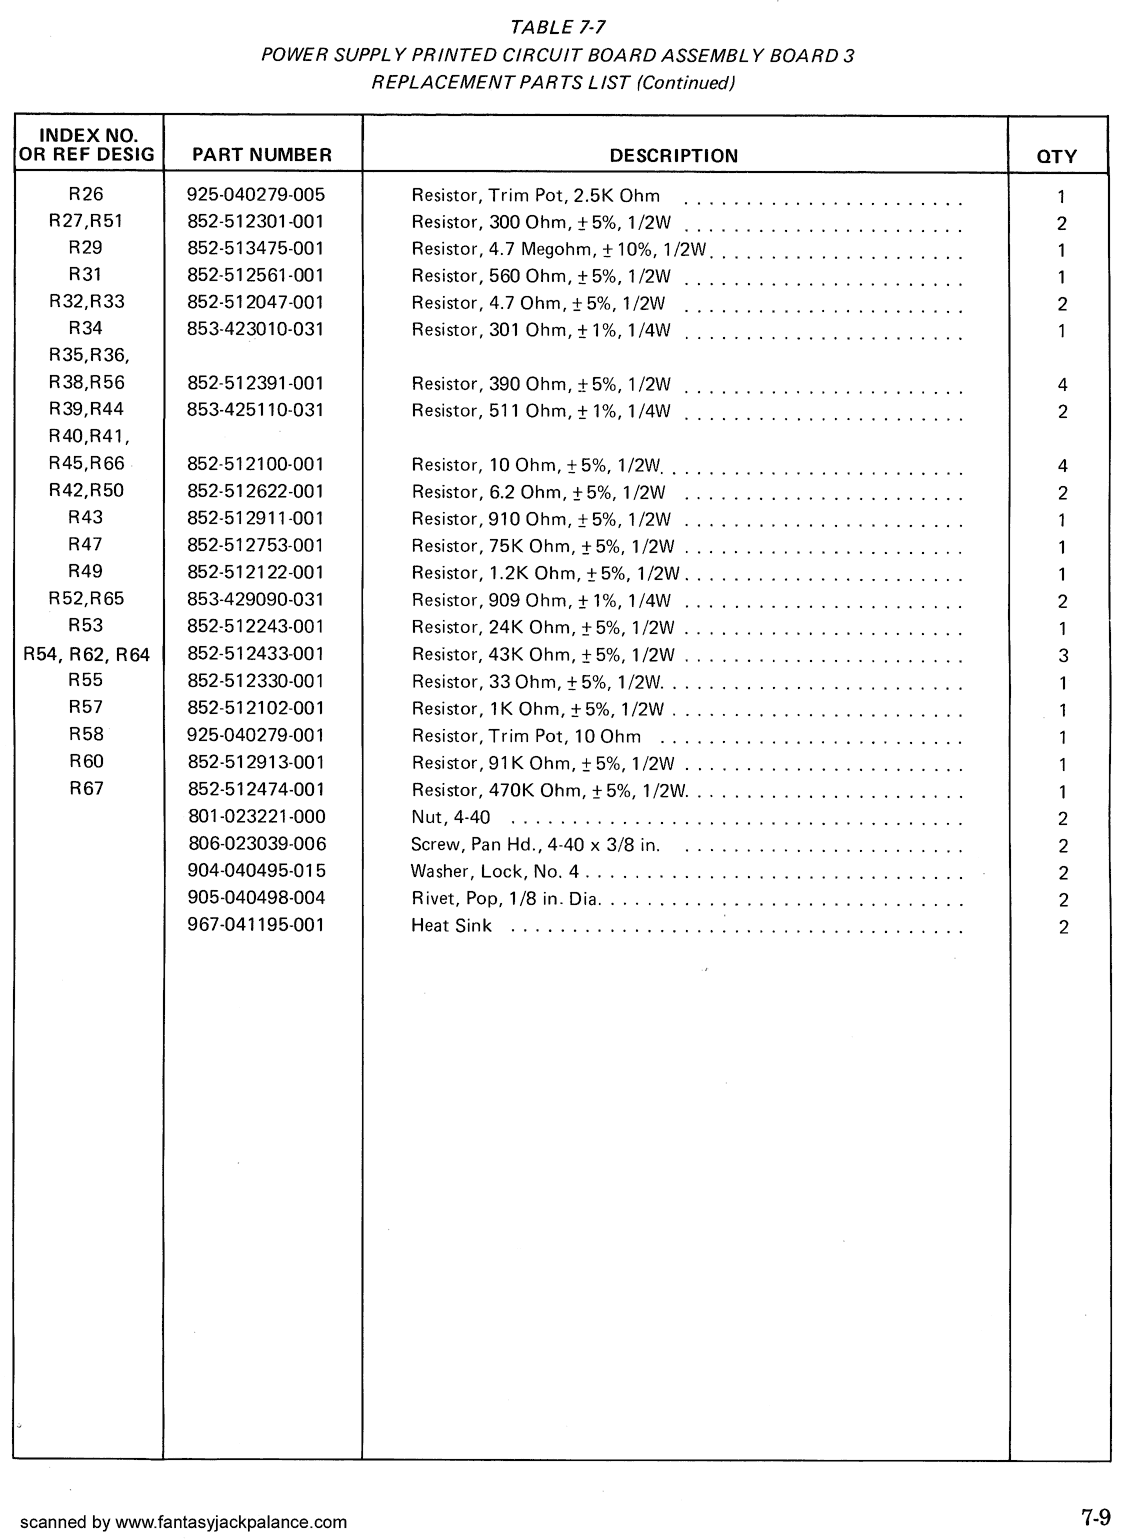 TABLE 7-7
POWER SUPPLY PRINTED CIRCUIT BOARD ASSEMBLY BOARD 3
REPLACEMENT PARTS LIST (Continued)
INDEX NO. OR REF DESIG PART NUMBER DESCRIPTION QTY
R26 925-040279-005 Resistor, Trim Pot, 2.5K Ohm 1
R27,R51 852-512301-001 Resistor, 300 Ohm, ±5%, 1/2W 2
R29 852-513475-001 Resistor, 4.7 Megohm, ±10%, 1/2W 1
R31 852-512561-001 Resistor, 560 Ohm, ±5%, 1/2W 1
R32,R33 852-512047-001 Resistor, 4.7 Ohm, ±5%, 1/2W 2
R34 853-423010-031 Resistor, 301 Ohm, ±1%, 1/4W 1
R35,R36,
R38,R56 852-512391-001 Resistor, 390 Ohm, ±5%, 1/2W 4
R39,R44 853-425110-031 Resistor, 511 Ohm, ±1%, 1/4W 2
R40,R41,
R45,R66 852-512100-001 Resistor, 10 Ohm, ±5%, 1/2W 4
R42,R50 852-512622-001 Resistor, 6.2 Ohm, ±5%, 1/2W 2
R43 852-512911-001 Resistor, 910 Ohm, ±5%, 1/2W 1
R47 852-512753-001 Resistor, 75K Ohm, ±5%, 1/2W 1
R49 852-512122-001 Resistor, 1.2K Ohm, ±5%, 1/2W 1
R52,R65 853-429090-031 Resistor, 909 Ohm, ±1%, 1/4W 2
R53 852-512243-001 Resistor, 24K Ohm, ±5%, 1/2W 1
R54, R62, R64 852-512433-001 Resistor, 43K Ohm, ±5%, 1/2W 3
R55 852-512330-001 Resistor, 33 Ohm, ±5%, 1/2W 1
R57 852-512102-001 Resistor, 1K Ohm, ±5%, 1/2W 1
R58 925-040279-001 Resistor, Trim Pot, 10 Ohm 1
R60 852-512913-001 Resistor, 91K Ohm, ±5%, 1/2W 1
R67 852-512474-001 Resistor, 470K Ohm, ±5%, 1/2W 1
801-023221-000 Nut, 4-40 2
806-023039-006 Screw, Pan Hd., 4-40 x 3/8 in. 2
904-040495-015 Washer, Lock, No. 4 2
905-040498-004 Rivet, Pop, 1/8 in. Dia. 2
967-041195-001 Heat Sink 2
scanned by www.fantasyjackpalance.com
7-9